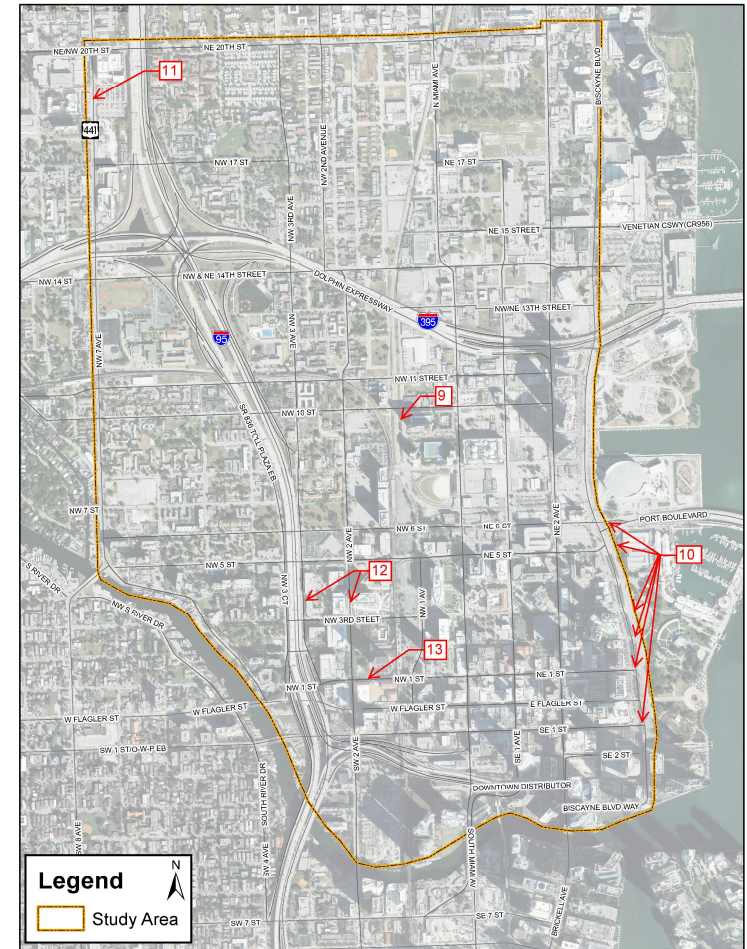 NE/NW 20TH ST
NE 20TH ST
11
N MIAMI AVE
BISCAYNE BLVD
441
NW 2ND AVENUE
NW 17 ST
NE 17 ST
NW 3RD AVE
NE 15 STREET
VENETIAN CSWY(CR956)
NW 14 ST
NW & NE 14TH STREET
DOLPHIN EXPRESSWAY
NW/NE 13TH STREET
395
95
NW 7 AVE
NW 3 AVE
NW 11 STREET
9
NW 10 ST
SR 836 TOLL PLAZA EB
NW 7 ST
NE 2 AVE
PORT BOULEVARD
NW 6 ST
NE 6 CT
NW 2 AVE
NE 5 ST
10
NW 5 ST
12
S RIVER DR
NW 3 CT
NW 1 AV
NW S RIVER DR
NW 3RD STEET
13
NW 1 ST
NW 1 ST
NE 1 ST
W FLAGLER ST
W FLAGLER ST
W FLAGLER ST
E FLAGLER ST
SE 1 ST
SW 1 ST/O-W-P EB
SW 2 AVE
SE 1 AVE
SE 2 ST
DOWNTOWN DISTRIBUTOR
SOUTH RIVER DR
BISCAYNE BLVD WAY
SW 8 AVE
SW 4 AVE
SOUTH MIAMI AV
N
Legend
Study Area
BRICKELL AVE
SW 7 ST
SE 7 ST